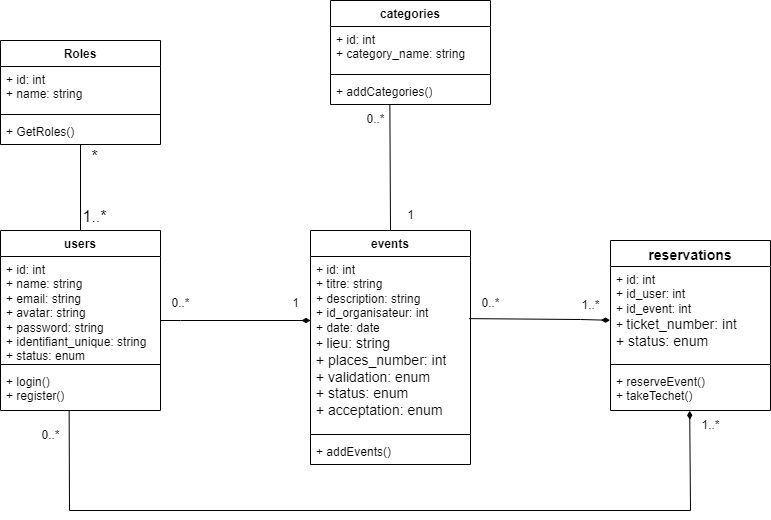 categories
+ id: int
+ category_name: string
+ addCategories()
Roles
+ id: int
+ name: string
+ GetRoles()
0..*
*
1..*
1
users
+ id: int
+ name: string
+ email: string
+ avatar: string
+ password: string
+ identifiant_unique: string
+ status: enum
+ login()
+ register()
0..*
1
events
+ id: int
+ titre: string
+ description: string
+ id_organisateur: int
+ date: date
+ lieu: string
+ places_number: int
+ validation: enum
+ status: enum
+ acceptation: enum
+ addEvents()
0..*
1..*
reservations
+ id: int
+ id_user: int
+ id_event: int
+ ticket_number: int
+ status: enum
+ reserveEvent()
+ takeTechet()
0..*
1..*